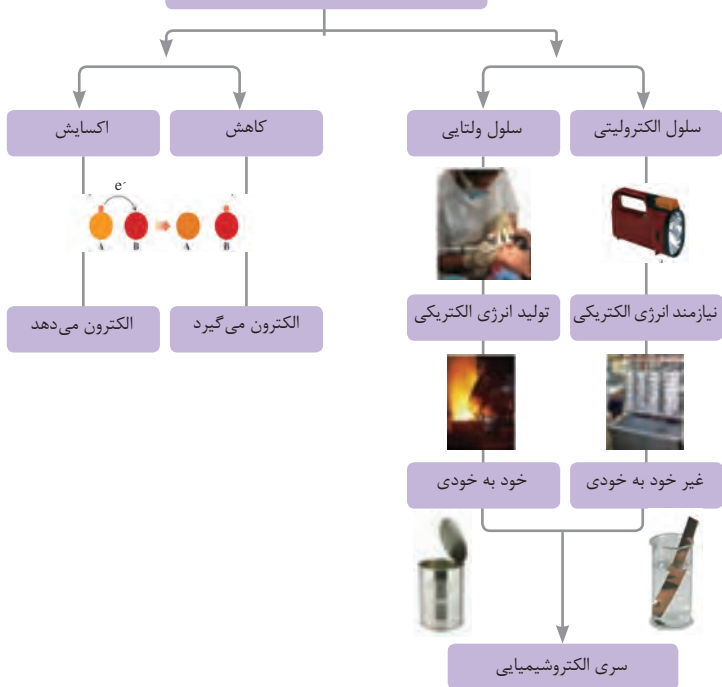 سلول الکترولیتی
سلول ولتایی
کاهش
اکسایش
e-
A B A B
نیازمند انرژی الکتریکی
تولید انرژی الکتریکی
الکترون می‌گیرد
الکترون می‌دهد
غیر خود به خودی
خود به خودی
سری الکتروشیمیایی